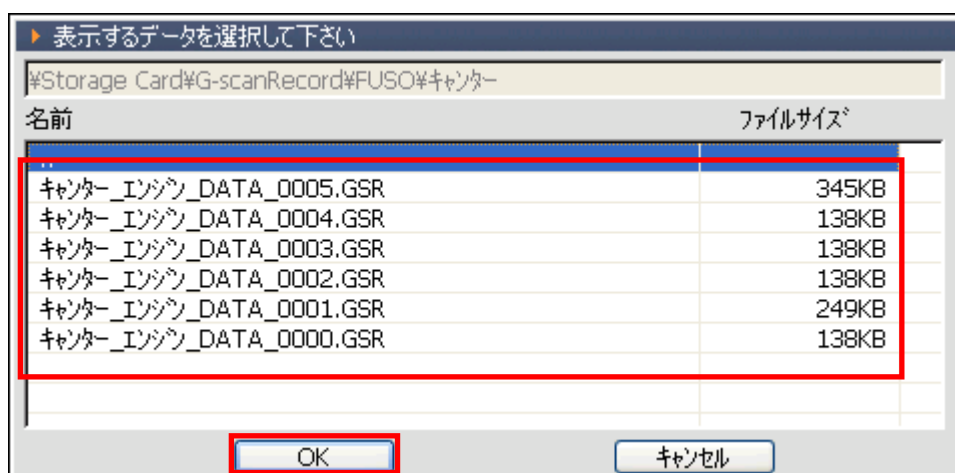 表示するデータを選択して下さい
¥Storage Card¥G-scanRecord¥FUSO¥キャンター
名前 ファイルサイズ
..
キャンター_エンジン_DATA_0005.GSR 345KB
キャンター_エンジン_DATA_0004.GSR 138KB
キャンター_エンジン_DATA_0003.GSR 138KB
キャンター_エンジン_DATA_0002.GSR 138KB
キャンター_エンジン_DATA_0001.GSR 249KB
キャンター_エンジン_DATA_0000.GSR 138KB
OK キャンセル